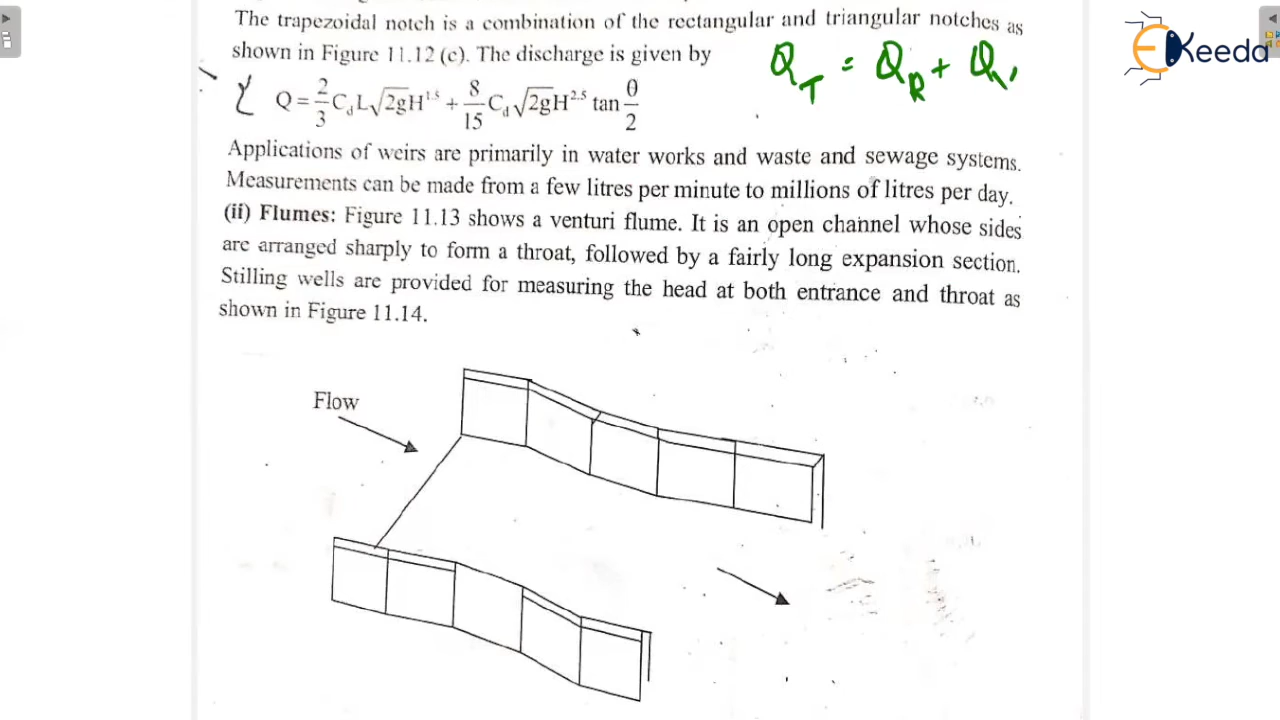 The trapezoidal notch is a combination of the rectangular and triangular notches as
shown in Figure 11.12 (c). The discharge is given by
Q_T = Q_R +
Keeda
Q = 2/3 C_d L √2g H^1.5 + 8/15 C_d √2g H^2.5 tan θ/2
Applications of weirs are primarily in water works and waste and sewage systems.
Measurements can be made from a few litres per minute to millions of litres per day.
(ii) Flumes: Figure 11.13 shows a venturi flume. It is an open channel whose sides
are arranged sharply to form a throat, followed by a fairly long expansion section.
Stilling wells are provided for measuring the head at both entrance and throat as
shown in Figure 11.14.
Flow